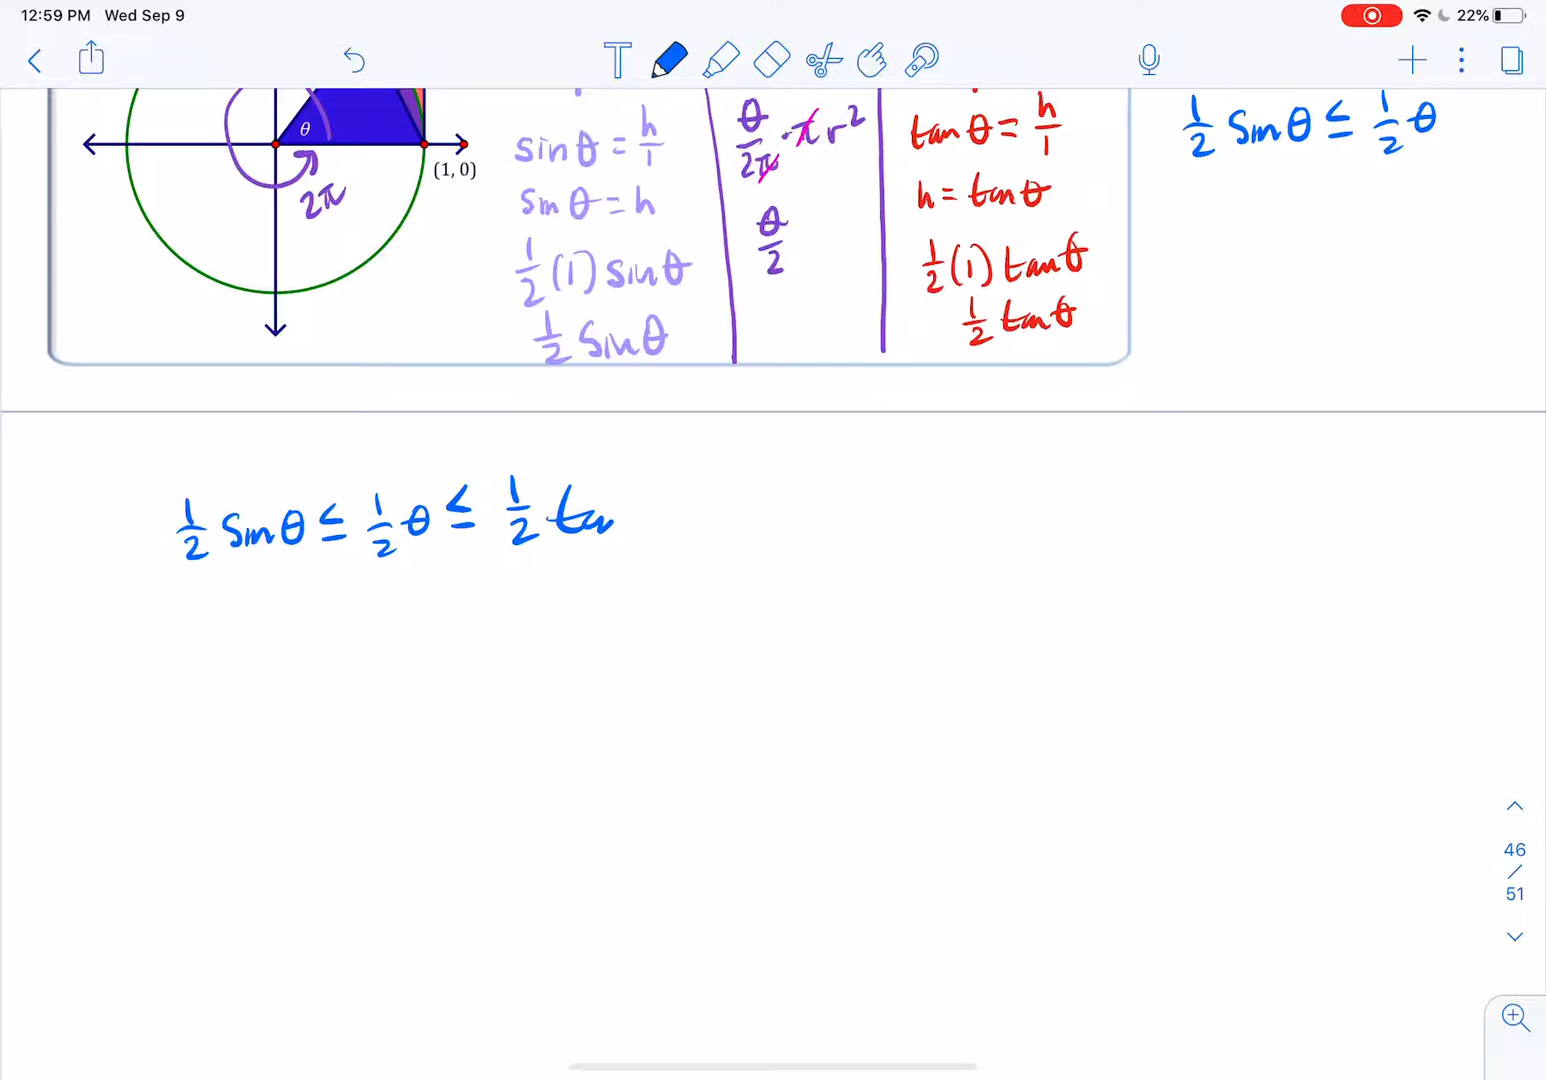 12:59 PM Wed Sep 9
22%
θ
(1, 0)
2π
sin θ = h/1
sin θ = h
1/2 (1) sin θ
1/2 sin θ
θ/2π · π r²
θ/2
tan θ = h/1
h = tan θ
1/2 (1) tan θ
1/2 tan θ
1/2 sin θ ≤ 1/2 θ
1/2 sin θ ≤ 1/2 θ ≤ 1/2 tan
46
/
51